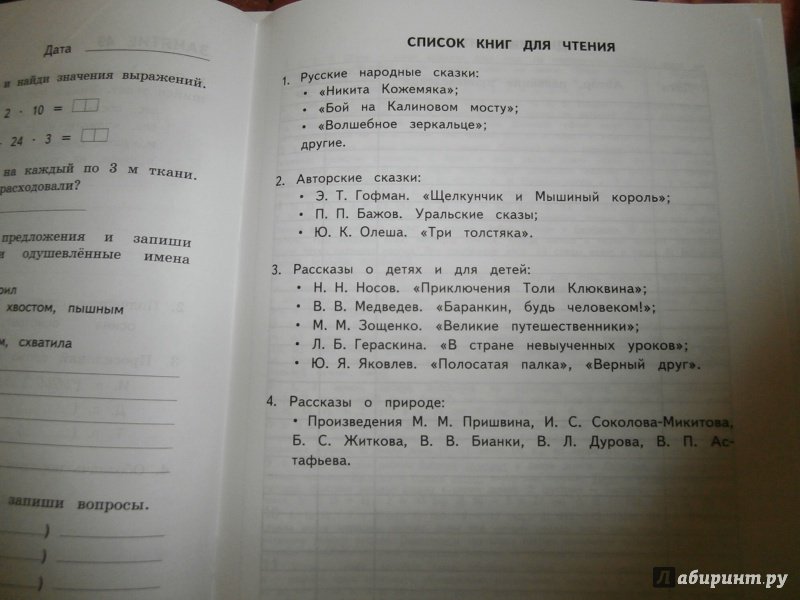 Дата
и найди значения выражений.
2 · 10 =
24 · 3 =
на каждый по 3 м ткани.
расходовали?
предложения и запиши
одушевлённые имена
хвостом, пышным
схватила
запиши вопросы.
)
)
)
СПИСОК КНИГ ДЛЯ ЧТЕНИЯ
1. Русские народные сказки:
• «Никита Кожемяка»;
• «Бой на Калиновом мосту»;
• «Волшебное зеркальце»;
другие.
2. Авторские сказки:
• Э. Т. Гофман. «Щелкунчик и Мышиный король»;
• П. П. Бажов. Уральские сказы;
• Ю. К. Олеша. «Три толстяка».
3. Рассказы о детях и для детей:
• Н. Н. Носов. «Приключения Толи Клюквина»;
• В. В. Медведев. «Баранкин, будь человеком!»;
• М. М. Зощенко. «Великие путешественники»;
• Л. Б. Гераскина. «В стране невыученных уроков»;
• Ю. Я. Яковлев. «Полосатая палка», «Верный друг».
4. Рассказы о природе:
• Произведения М. М. Пришвина, И. С. Соколова-Микитова,
Б. С. Житкова, В. В. Бианки, В. Л. Дурова, В. П. Ас-
тафьева.
Лабиринт.ру